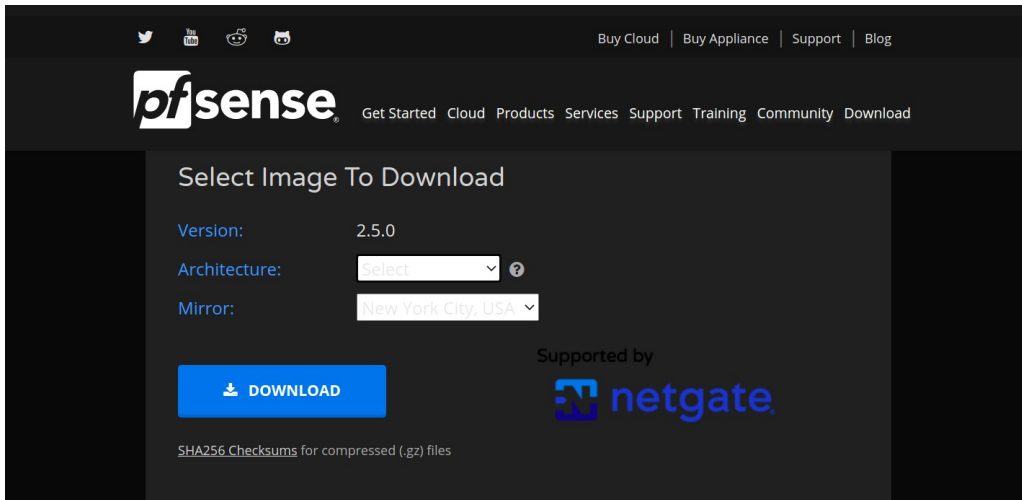 You Tube
Buy Cloud | Buy Appliance | Support | Blog
pfsense®
Get Started Cloud Products Services Support Training Community Download
Select Image To Download
Version: 2.5.0
Architecture: Select
Mirror: New York City, USA
Supported by
DOWNLOAD
netgate
SHA256 Checksums for compressed (.gz) files